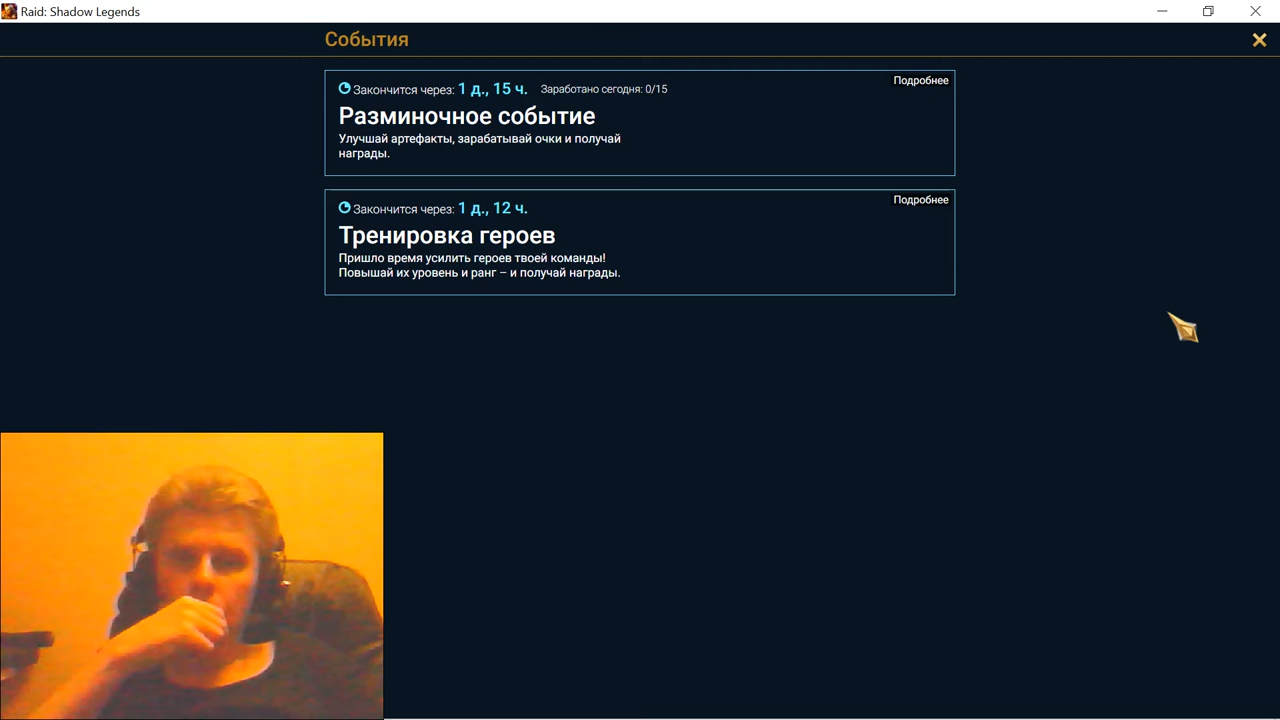 Raid: Shadow Legends
События
Закончится через: 1 д., 15 ч. Заработано сегодня: 0/15
Подробнее
Разминочное событие
Улучшай артефакты, зарабатывай очки и получай
награды.
Закончится через: 1 д., 12 ч.
Подробнее
Тренировка героев
Пришло время усилить героев твоей команды!
Повышай их уровень и ранг – и получай награды.